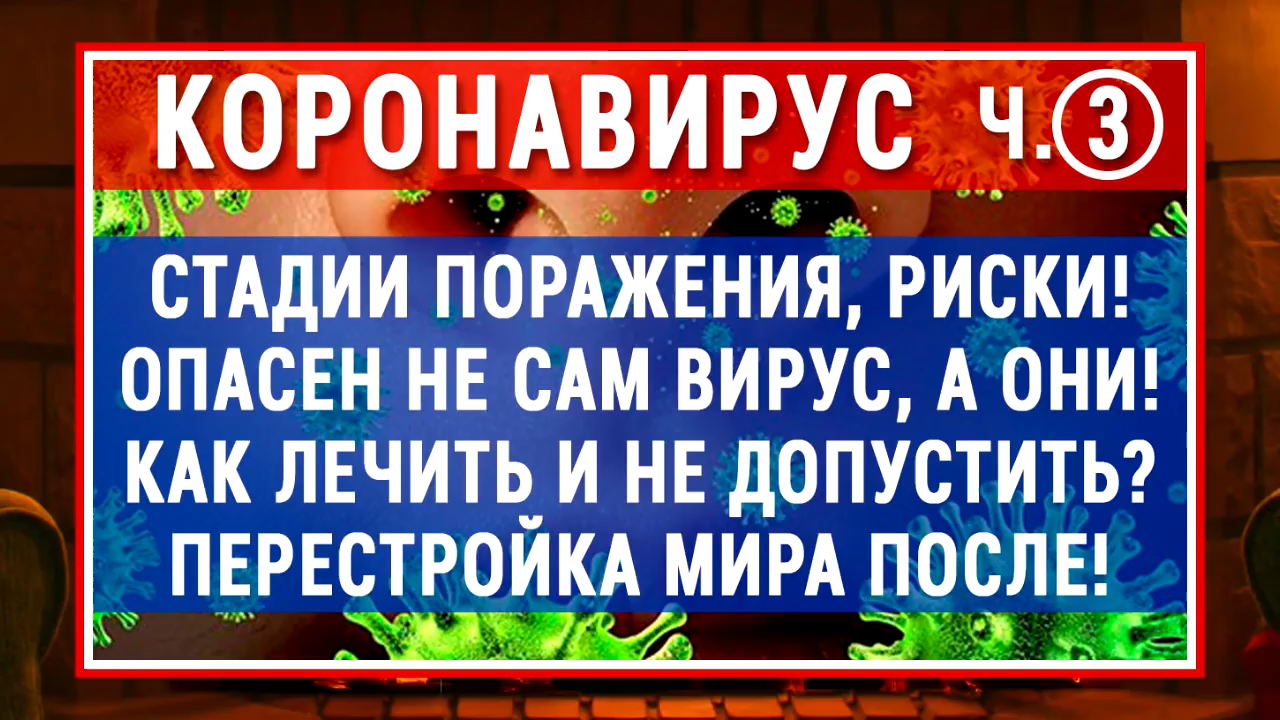 КОРОНАВИРУС Ч. 3
СТАДИИ ПОРАЖЕНИЯ, РИСКИ!
ОПАСЕН НЕ САМ ВИРУС, А ОНИ!
КАК ЛЕЧИТЬ И НЕ ДОПУСТИТЬ?
ПЕРЕСТРОЙКА МИРА ПОСЛЕ!